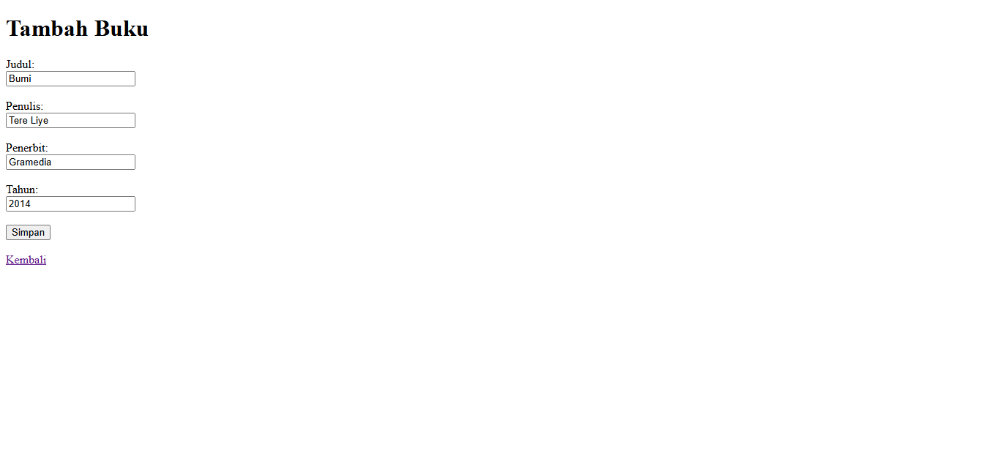 Tambah Buku
Judul:
Bumi
Penulis:
Tere Liye
Penerbit:
Gramedia
Tahun:
2014
Simpan
Kembali